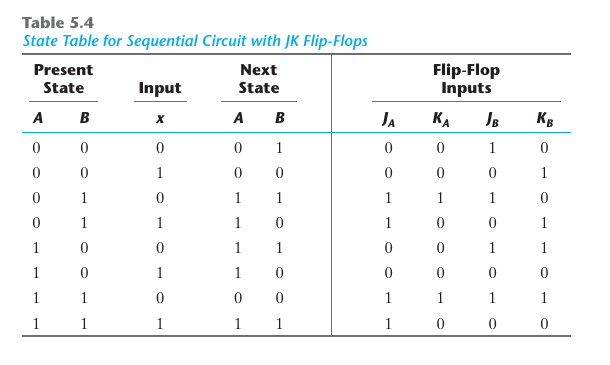 Table 5.4
State Table for Sequential Circuit with JK Flip-Flops
Present State Input Next State Flip-Flop Inputs
A B x A B J_A K_A J_B K_B
0 0 0 0 1 0 0 1 0
0 0 1 0 0 0 0 0 1
0 1 0 1 1 1 1 1 0
0 1 1 1 0 1 0 0 1
1 0 0 1 1 0 0 1 1
1 0 1 1 0 0 0 0 0
1 1 0 0 0 1 1 1 1
1 1 1 1 1 1 0 0 0